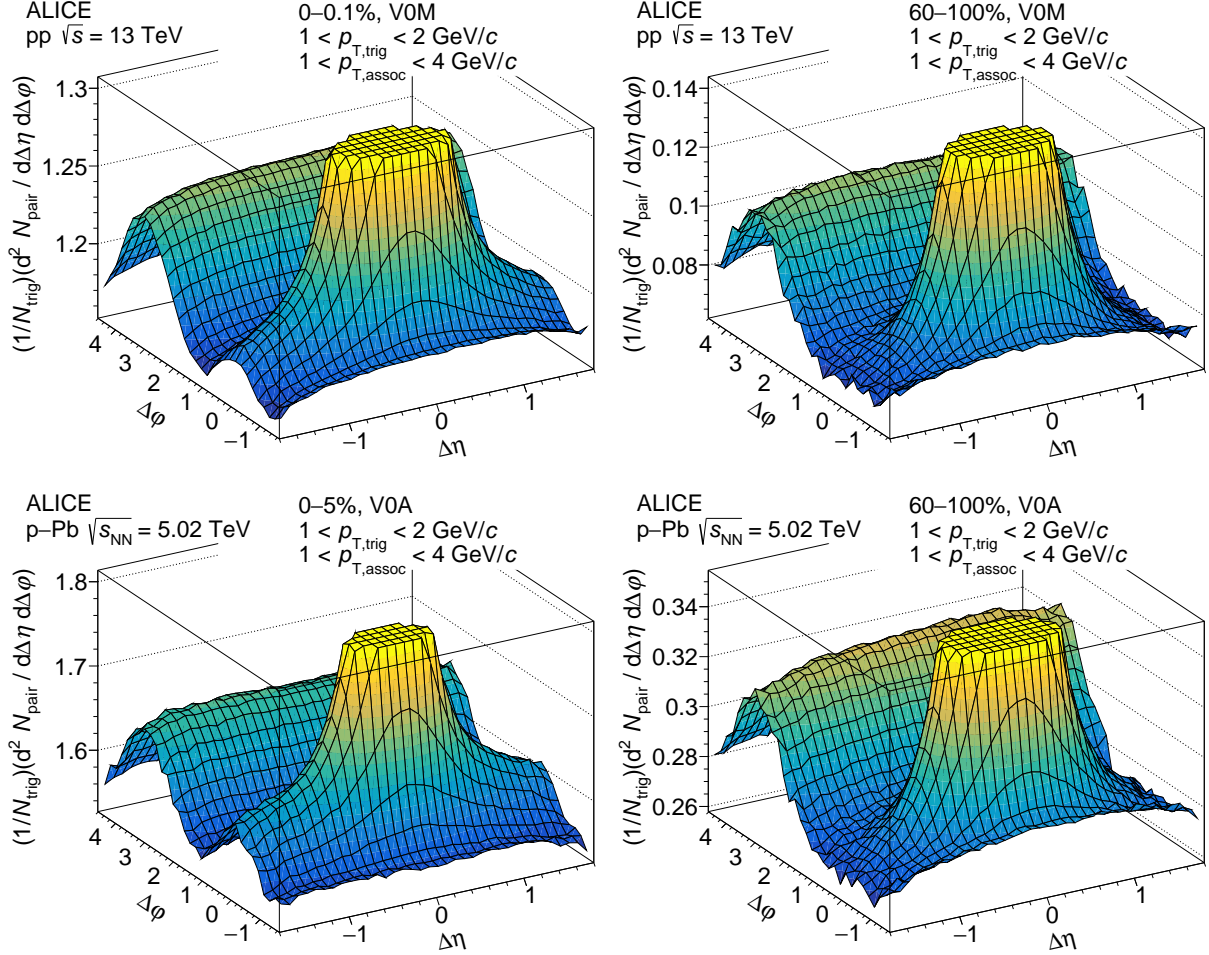 ALICE
pp √s = 13 TeV
0–0.1%, V0M
1 < p_T,trig < 2 GeV/c
1 < p_T,assoc < 4 GeV/c
(1/N_trig)(d² N_pair / dΔη dΔφ)
1.3
1.25
1.2
4
3
2
1
0
−1
Δφ
−1
0
1
Δη
ALICE
pp √s = 13 TeV
60–100%, V0M
1 < p_T,trig < 2 GeV/c
1 < p_T,assoc < 4 GeV/c
(1/N_trig)(d² N_pair / dΔη dΔφ)
0.14
0.12
0.1
0.08
4
3
2
1
0
−1
Δφ
−1
0
1
Δη
ALICE
p–Pb √s_NN = 5.02 TeV
0–5%, V0A
1 < p_T,trig < 2 GeV/c
1 < p_T,assoc < 4 GeV/c
(1/N_trig)(d² N_pair / dΔη dΔφ)
1.8
1.7
1.6
4
3
2
1
0
−1
Δφ
−1
0
1
Δη
ALICE
p–Pb √s_NN = 5.02 TeV
60–100%, V0A
1 < p_T,trig < 2 GeV/c
1 < p_T,assoc < 4 GeV/c
(1/N_trig)(d² N_pair / dΔη dΔφ)
0.34
0.32
0.3
0.28
0.26
4
3
2
1
0
−1
Δφ
−1
0
1
Δη